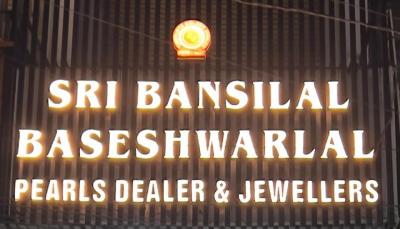 SRI BANSILAL
BASESHWARLAL
PEARLS DEALER & JEWELLERS